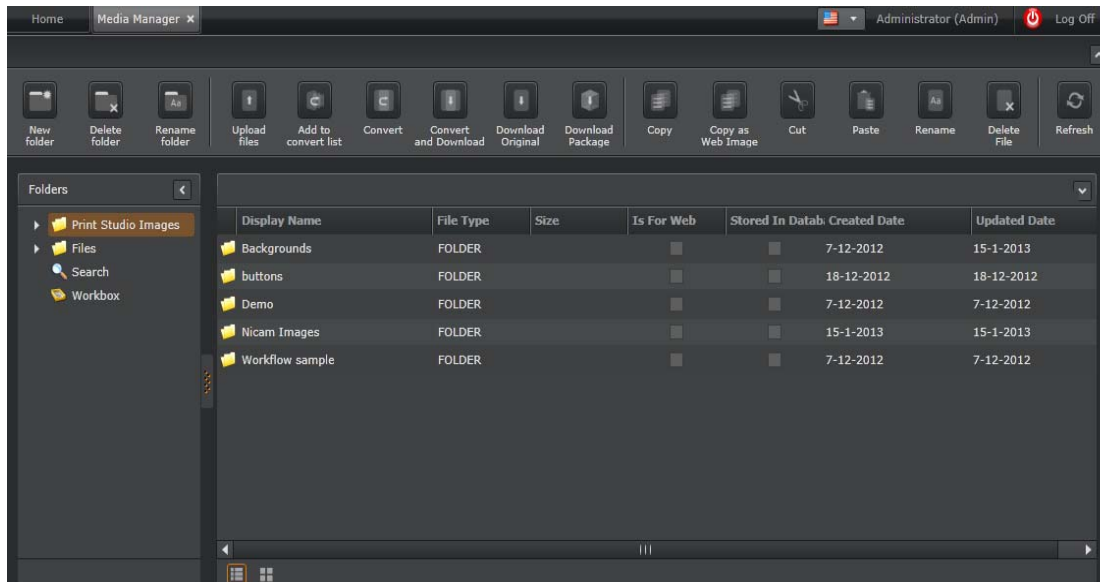 Home Media Manager Administrator (Admin) Log Off
New folder Delete folder Rename folder Upload files Add to convert list Convert Convert and Download Download Original Download Package Copy Copy as Web Image Cut Paste Rename Delete File Refresh
Folders
Print Studio Images
Files
Search
Workbox
Display Name File Type Size Is For Web Stored In Datab Created Date Updated Date
Backgrounds FOLDER 7-12-2012 15-1-2013
buttons FOLDER 18-12-2012 18-12-2012
Demo FOLDER 7-12-2012 7-12-2012
Nicam Images FOLDER 15-1-2013 15-1-2013
Workflow sample FOLDER 7-12-2012 7-12-2012